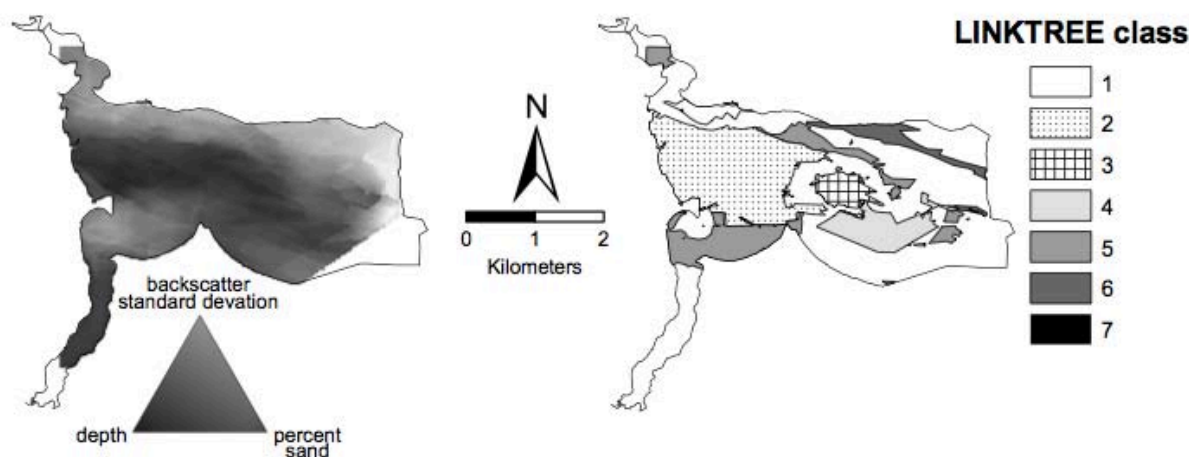 LINKTREE class
1
2
3
4
5
6
7
N
0 1 2
Kilometers
backscatter
standard devation
depth
percent
sand